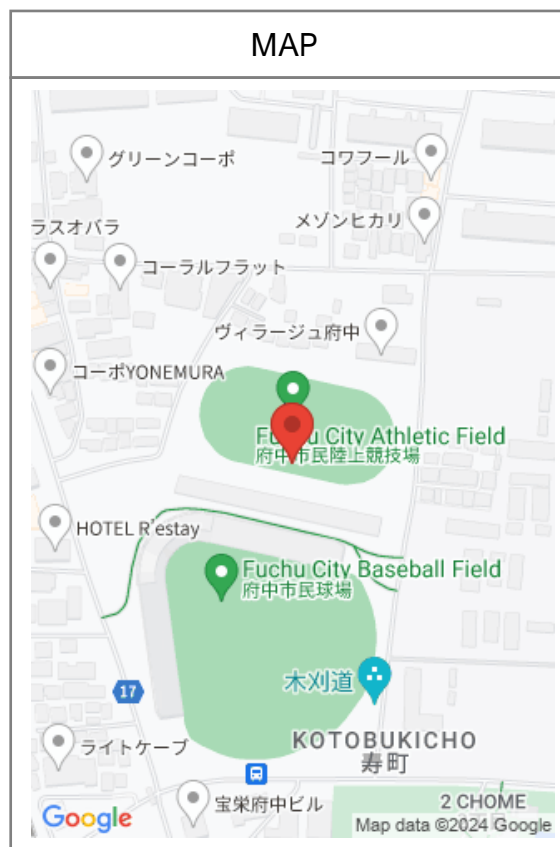 MAP
グリーンコーポ
コワフール
メゾンヒカリ
ラスオバラ
コーラルフラット
ヴィラージュ府中
コーポYONEMURA
Fuchu City Athletic Field
府中市民陸上競技場
HOTEL R'estay
Fuchu City Baseball Field
府中市民球場
木刈道
17
KOTOBUKICHO
寿町
ライトケーブ
宝栄府中ビル
2 CHOME
Google
Map data ©2024 Google